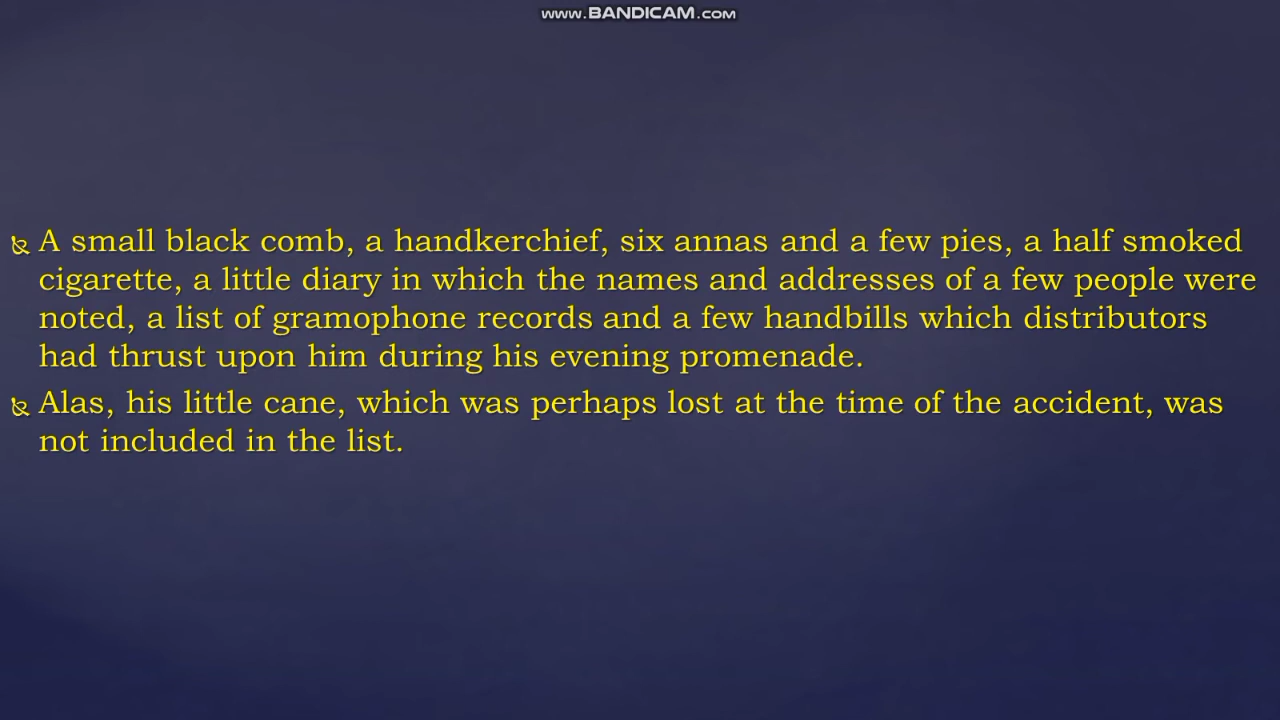 www.BANDICAM.com
A small black comb, a handkerchief, six annas and a few pies, a half smoked
cigarette, a little diary in which the names and addresses of a few people were
noted, a list of gramophone records and a few handbills which distributors
had thrust upon him during his evening promenade.
Alas, his little cane, which was perhaps lost at the time of the accident, was
not included in the list.